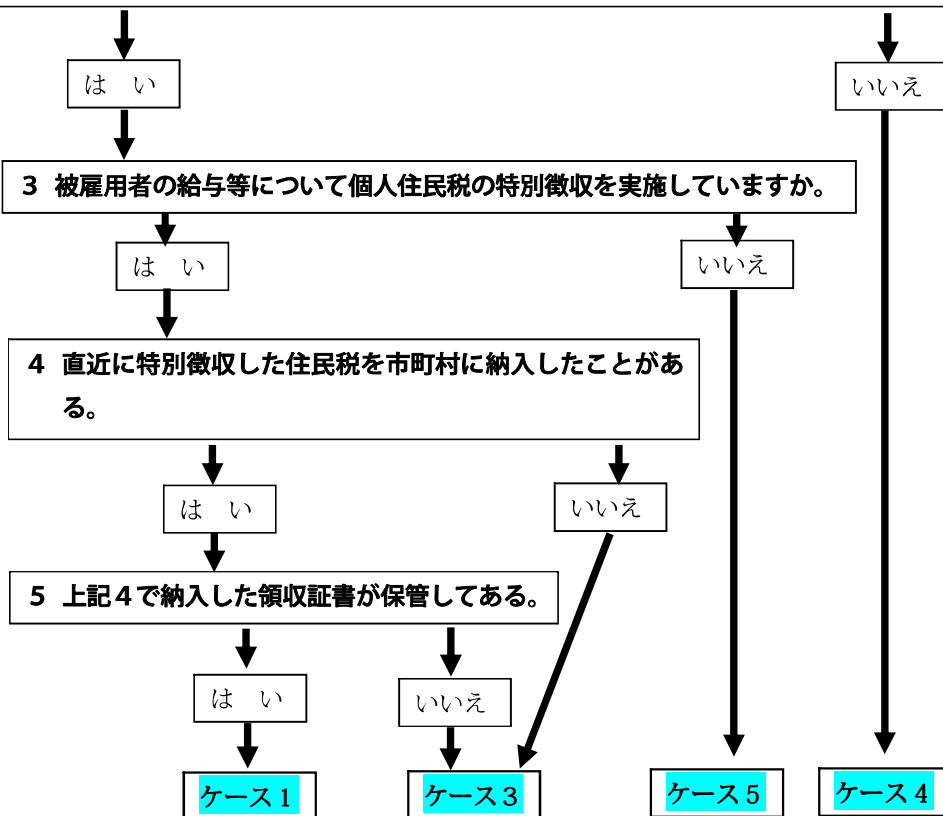 は　い
いいえ
3 被雇用者の給与等について個人住民税の特別徴収を実施していますか。
は　い
いいえ
4 直近に特別徴収した住民税を市町村に納入したことがあ
る。
は　い
いいえ
5 上記4で納入した領収証書が保管してある。
は　い
いいえ
ケース1
ケース3
ケース5
ケース4